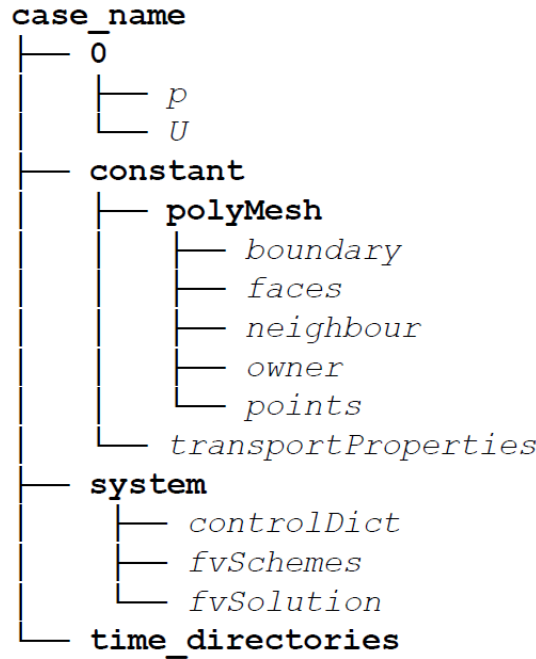 case_name
0
p
U
constant
polyMesh
boundary
faces
neighbour
owner
points
transportProperties
system
controlDict
fvSchemes
fvSolution
time_directories